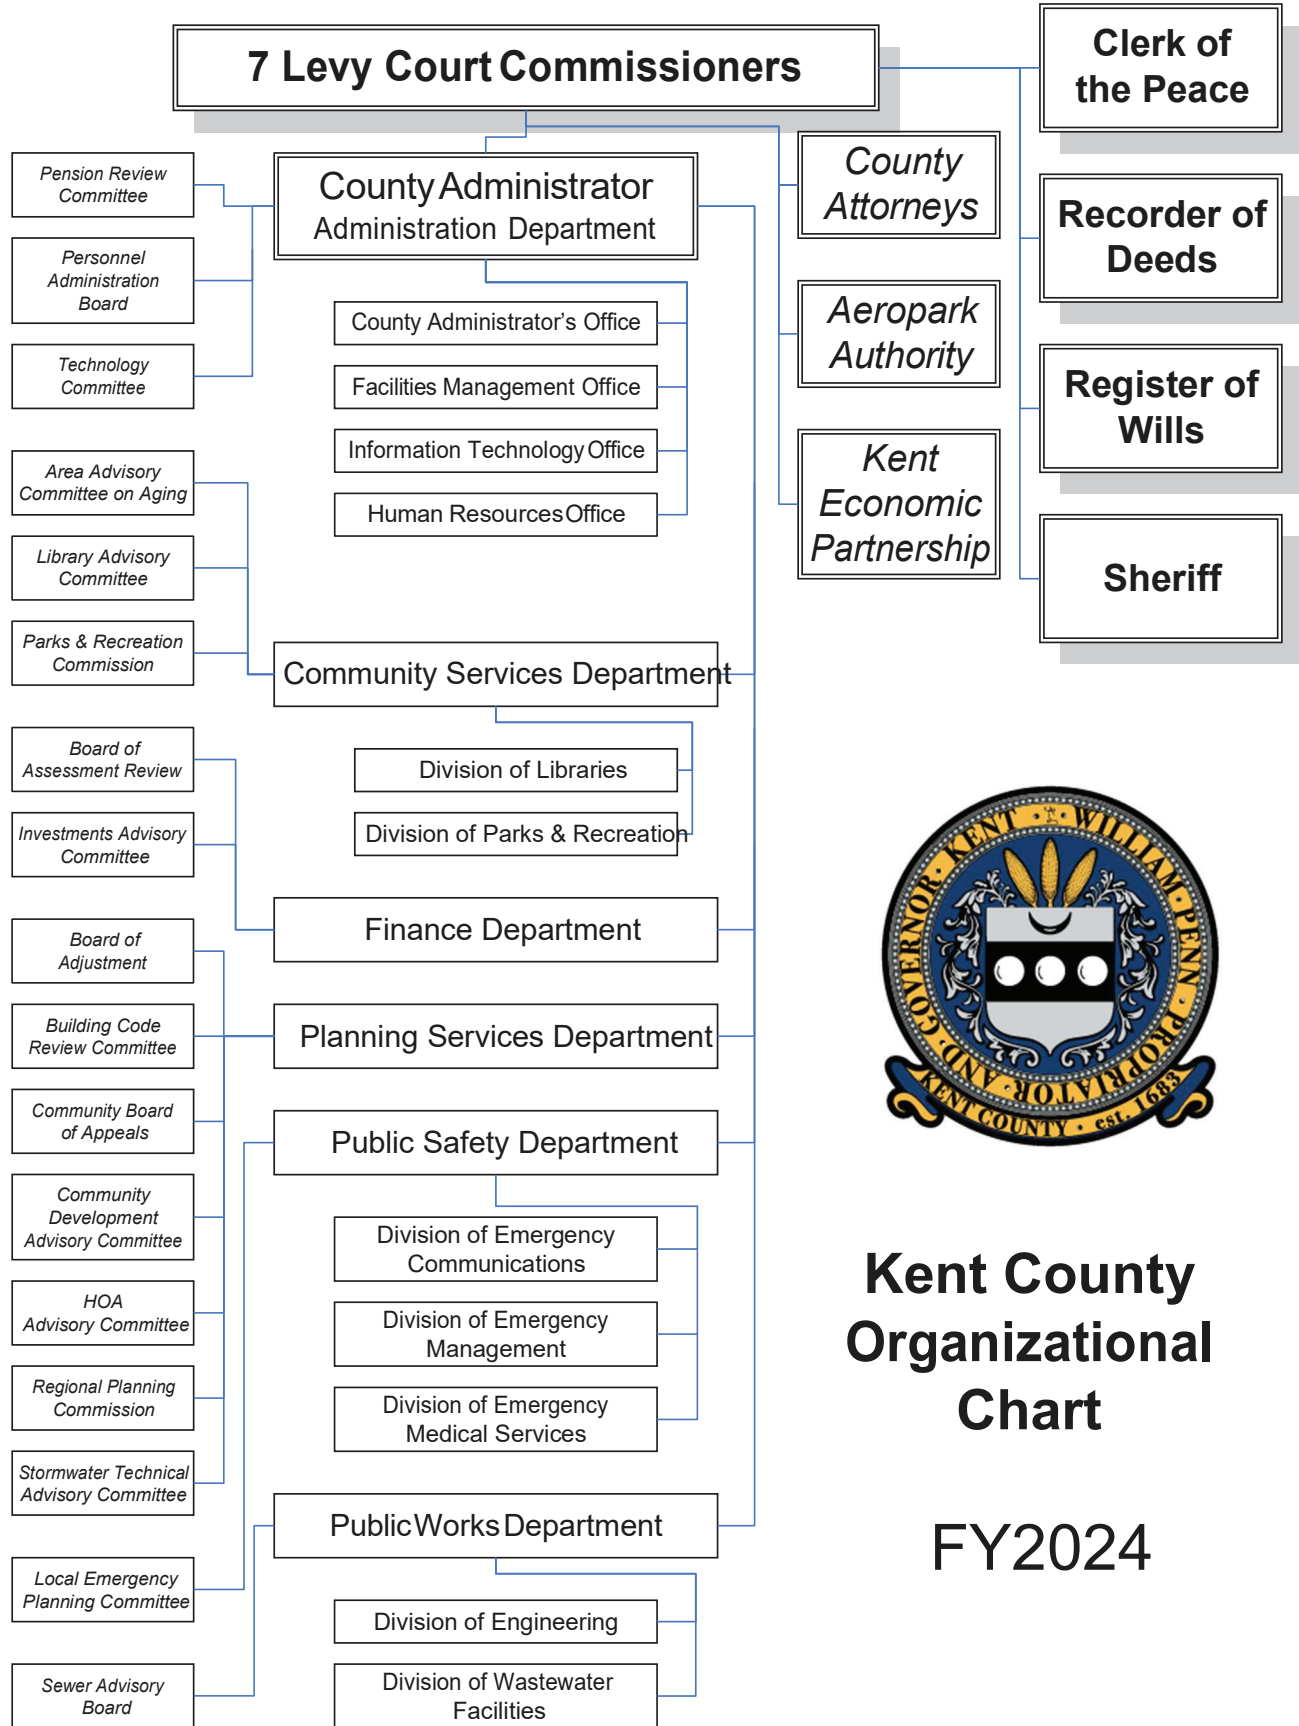 7 Levy Court Commissioners
Clerk of
the Peace
Recorder of
Deeds
Register of
Wills
Sheriff
County
Attorneys
Aeropark
Authority
Kent
Economic
Partnership
County Administrator
Administration Department
County Administrator's Office
Facilities Management Office
Information Technology Office
Human Resources Office
Pension Review
Committee
Personnel
Administration
Board
Technology
Committee
Area Advisory
Committee on Aging
Library Advisory
Committee
Parks & Recreation
Commission
Community Services Department
Division of Libraries
Division of Parks & Recreation
Board of
Assessment Review
Investments Advisory
Committee
Finance Department
Board of
Adjustment
Building Code
Review Committee
Community Board
of Appeals
Community
Development
Advisory Committee
HOA
Advisory Committee
Regional Planning
Commission
Stormwater Technical
Advisory Committee
Planning Services Department
Public Safety Department
Division of Emergency
Communications
Division of Emergency
Management
Division of Emergency
Medical Services
Local Emergency
Planning Committee
Public Works Department
Division of Engineering
Division of Wastewater
Facilities
Sewer Advisory
Board
KENT · WILLIAM · PENN · PROPRIATOR · AND · GOVERNOR ·
KENT COUNTY · est. 1683
Kent County
Organizational
Chart
FY2024